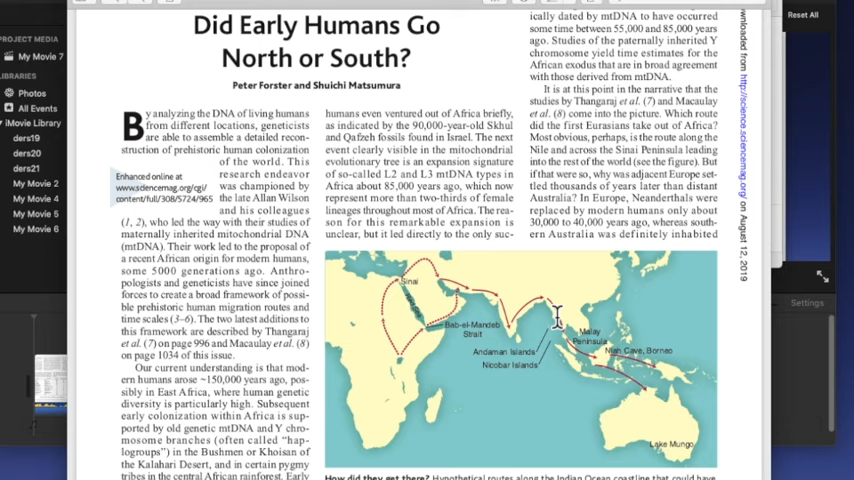 Reset All
PROJECT MEDIA
My Movie 7
LIBRARIES
Photos
All Events
iMovie Library
ders19
ders20
ders21
My Movie 2
My Movie 4
My Movie 5
My Movie 6
Settings
Did Early Humans Go
North or South?
Peter Forster and Shuichi Matsumura
By analyzing the DNA of living humans
from different locations, geneticists
are able to assemble a detailed recon-
struction of prehistoric human colonization
of the world. This
research endeavor
was championed by
the late Allan Wilson
and his colleagues
Enhanced online at
www.sciencemag.org/cgi/
content/full/308/5724/965
(1, 2), who led the way with their studies of
maternally inherited mitochondrial DNA
(mtDNA). Their work led to the proposal of
a recent African origin for modern humans,
some 5000 generations ago. Anthro-
pologists and geneticists have since joined
forces to create a broad framework of possi-
ble prehistoric human migration routes and
time scales (3–6). The two latest additions to
this framework are described by Thangaraj
et al. (7) on page 996 and Macaulay et al. (8)
on page 1034 of this issue.
Our current understanding is that mod-
ern humans arose ~150,000 years ago, pos-
sibly in East Africa, where human genetic
diversity is particularly high. Subsequent
early colonization within Africa is sup-
ported by old genetic mtDNA and Y chro-
mosome branches (often called “hap-
logroups”) in the Bushmen or Khoisan of
the Kalahari Desert, and in certain pygmy
tribes in the central African rainforest. Early
humans even ventured out of Africa briefly,
as indicated by the 90,000-year-old Skhul
and Qafzeh fossils found in Israel. The next
event clearly visible in the mitochondrial
evolutionary tree is an expansion signature
of so-called L2 and L3 mtDNA types in
Africa about 85,000 years ago, which now
represent more than two-thirds of female
lineages throughout most of Africa. The rea-
son for this remarkable expansion is
unclear, but it led directly to the only suc-
ically dated by mtDNA to have occurred
some time between 55,000 and 85,000 years
ago. Studies of the paternally inherited Y
chromosome yield time estimates for the
African exodus that are in broad agreement
with those derived from mtDNA.
It is at this point in the narrative that the
studies by Thangaraj et al. (7) and Macaulay
et al. (8) come into the picture. Which route
did the first Eurasians take out of Africa?
Most obvious, perhaps, is the route along the
Nile and across the Sinai Peninsula leading
into the rest of the world (see the figure). But
if that were so, why was adjacent Europe set-
tled thousands of years later than distant
Australia? In Europe, Neanderthals were
replaced by modern humans only about
30,000 to 40,000 years ago, whereas south-
ern Australia was definitely inhabited
Sinai
Bab-el-Mandeb
Strait
Andaman Islands
Nicobar Islands
Malay
Peninsula
Niah Cave, Borneo
Lake Mungo
How did they get there? Hypothetical routes along the Indian Ocean coastline that could have
wnloaded from http://science.sciencemag.org/ on August 12, 2019